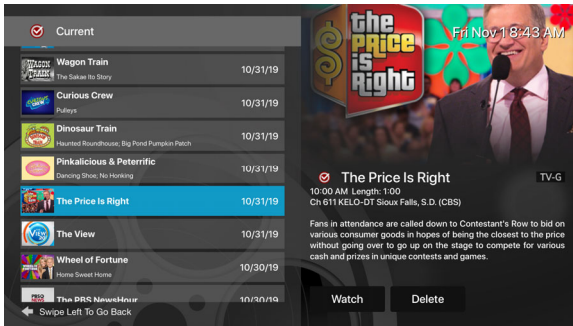 Current
Fri Nov 1 8:43 AM
WAGON TRAIN
Wagon Train
The Sakae Ito Story
10/31/19
Curious Crew
Pulleys
10/31/19
Dinosaur Train
Haunted Roundhouse; Big Pond Pumpkin Patch
10/31/19
Pinkalicious & Peterrific
Dancing Shoe; No Honking
10/31/19
The Price Is Right
10/31/19
VIEW
The View
10/31/19
Wheel of Fortune
Home Sweet Home
10/30/19
PBS
NEWS
The PBS NewsHour
10/30/19
Swipe Left To Go Back
the
PRICE
is
Right
The Price Is Right
TV-G
10:00 AM Length: 1:00
Ch 611 KELO-DT Sioux Falls, S.D. (CBS)
Fans in attendance are called down to Contestant's Row to bid on
various consumer goods in hopes of being the closest to the price
without going over to go up on the stage to compete for various
cash and prizes in unique contests and games.
Watch
Delete